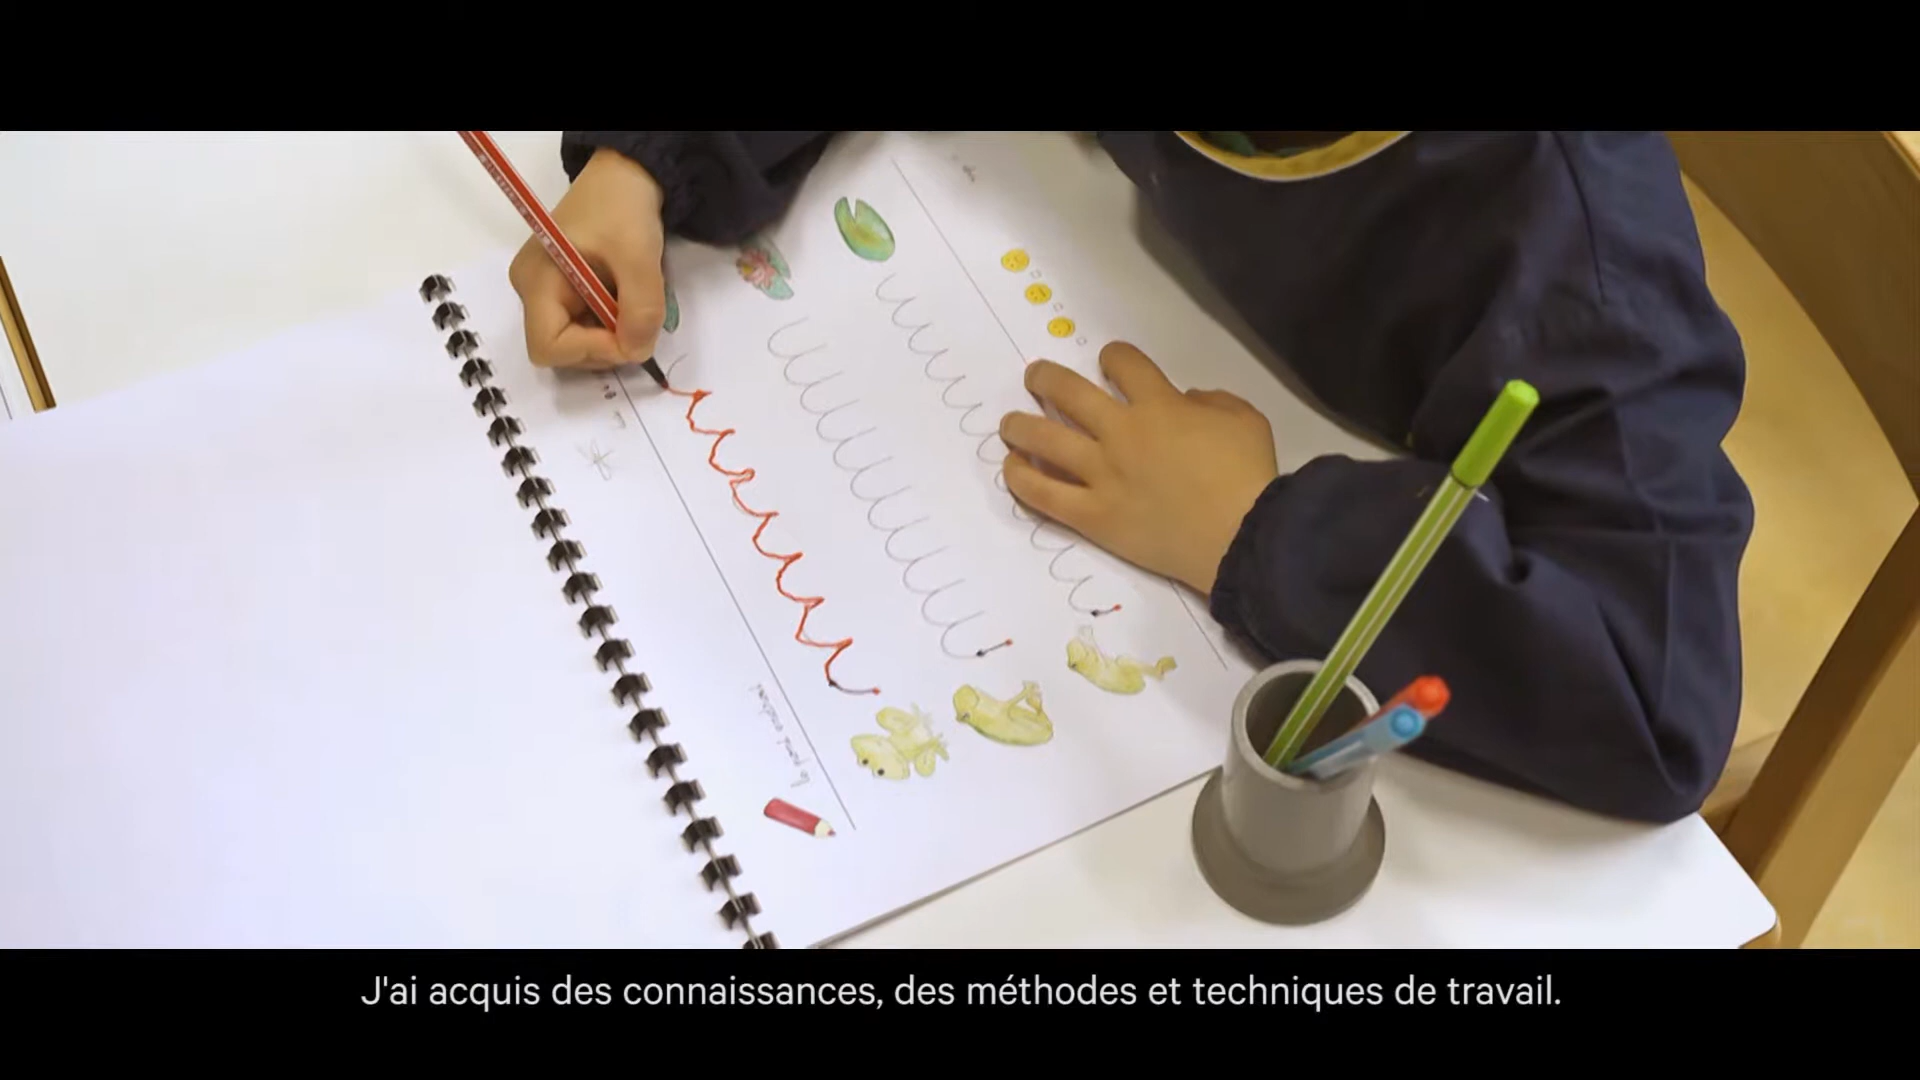 J'ai acquis des connaissances, des méthodes et techniques de travail.